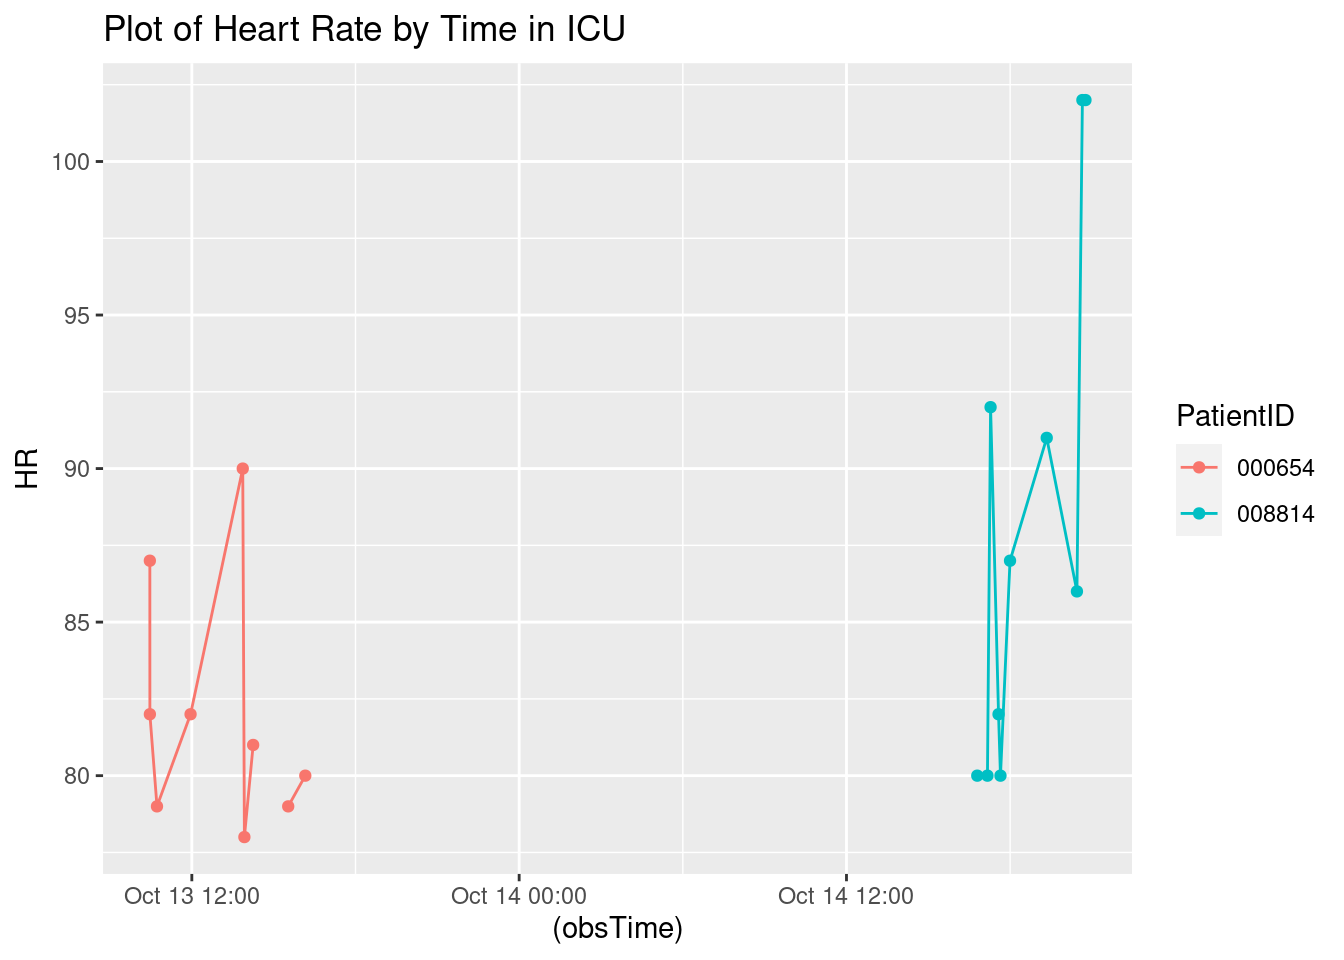 Plot of Heart Rate by Time in ICU
HR
100
95
90
85
80
Oct 13 12:00
Oct 14 00:00
Oct 14 12:00
(obsTime)
PatientID
000654
008814